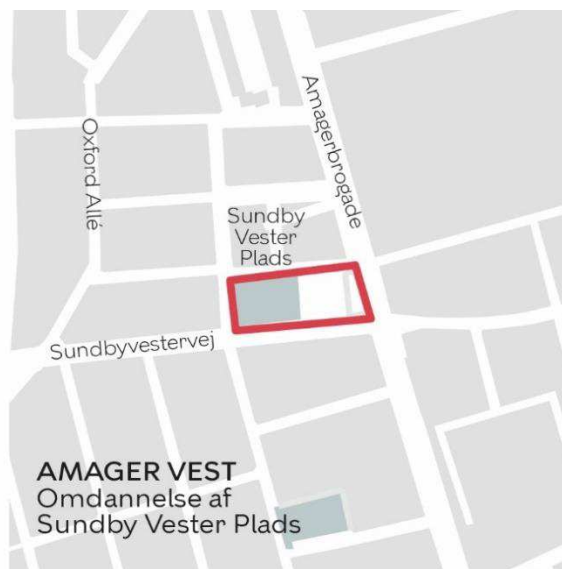 Oxford Allé
Amagerbrogade
Sundby
Vester
Plads
Sundbyvestervej
AMAGER VEST
Omdannelse af
Sundby Vester Plads